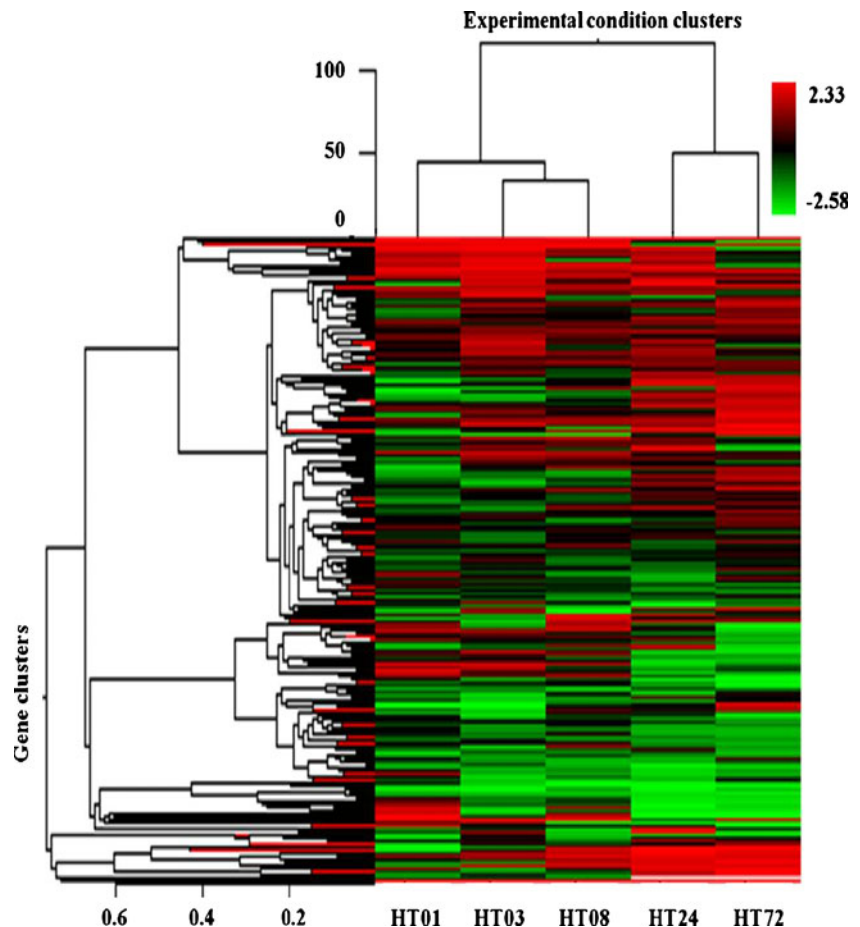 Experimental condition clusters
100
50
0
2.33
-2.58
Gene clusters
0.6 0.4 0.2
HT01 HT03 HT08 HT24 HT72